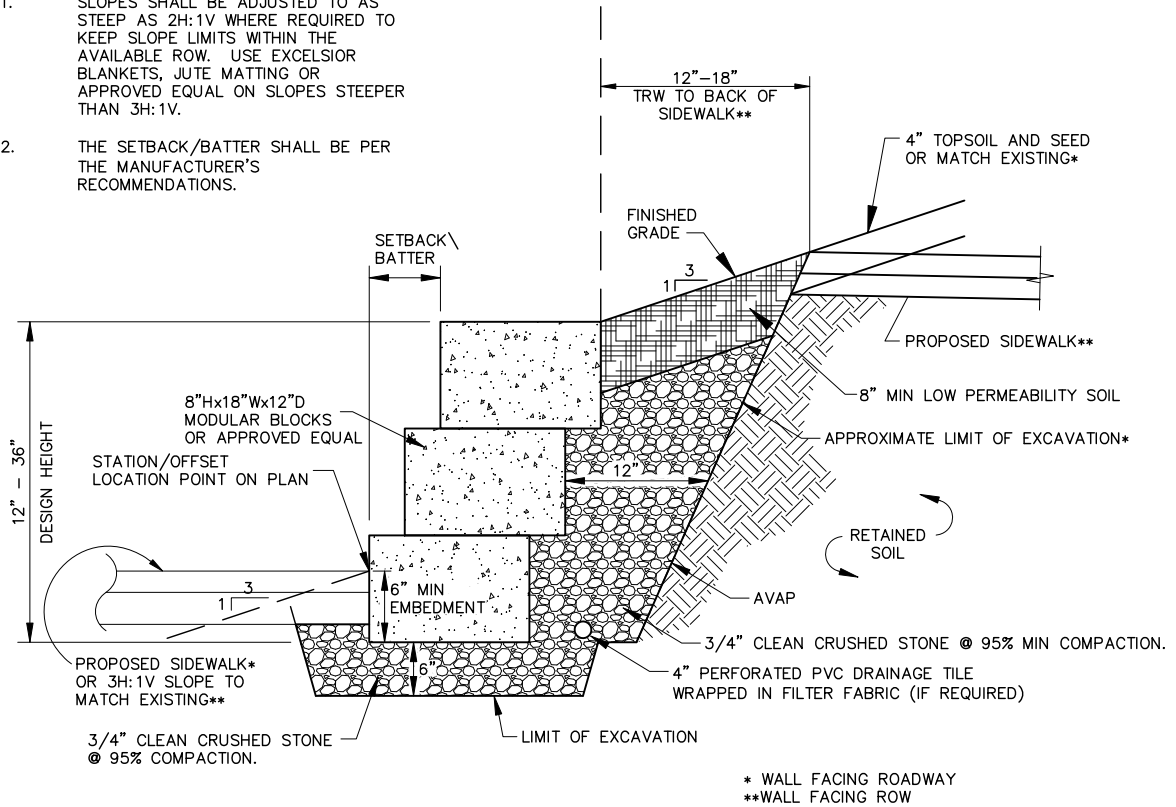 1. SLOPES SHALL BE ADJUSTED TO AS
STEEP AS 2H:1V WHERE REQUIRED TO
KEEP SLOPE LIMITS WITHIN THE
AVAILABLE ROW. USE EXCELSIOR
BLANKETS, JUTE MATTING OR
APPROVED EQUAL ON SLOPES STEEPER
THAN 3H:1V.
2. THE SETBACK/BATTER SHALL BE PER
THE MANUFACTURER'S
RECOMMENDATIONS.
12"-18"
TRW TO BACK OF
SIDEWALK**
4" TOPSOIL AND SEED
OR MATCH EXISTING*
FINISHED
GRADE
SETBACK\
BATTER
3
1
PROPOSED SIDEWALK**
8" MIN LOW PERMEABILITY SOIL
8"Hx18"Wx12"D
MODULAR BLOCKS
OR APPROVED EQUAL
APPROXIMATE LIMIT OF EXCAVATION*
STATION/OFFSET
LOCATION POINT ON PLAN
12"
12" - 36"
DESIGN HEIGHT
RETAINED
SOIL
6" MIN
EMBEDMENT
3
1
AVAP
3/4" CLEAN CRUSHED STONE @ 95% MIN COMPACTION.
6"
4" PERFORATED PVC DRAINAGE TILE
WRAPPED IN FILTER FABRIC (IF REQUIRED)
PROPOSED SIDEWALK*
OR 3H:1V SLOPE TO
MATCH EXISTING**
3/4" CLEAN CRUSHED STONE
@ 95% COMPACTION.
LIMIT OF EXCAVATION
* WALL FACING ROADWAY
**WALL FACING ROW